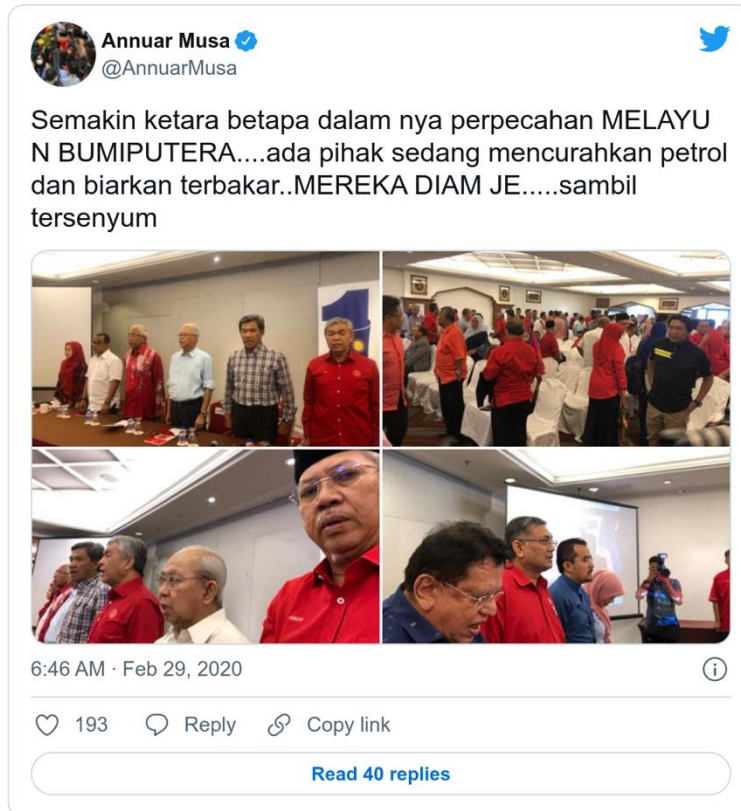 Annuar Musa
@AnnuarMusa
Semakin ketara betapa dalam nya perpecahan MELAYU
N BUMIPUTERA....ada pihak sedang mencurahkan petrol
dan biarkan terbakar..MEREKA DIAM JE.....sambil
tersenyum
1
6:46 AM · Feb 29, 2020
193 Reply Copy link
Read 40 replies